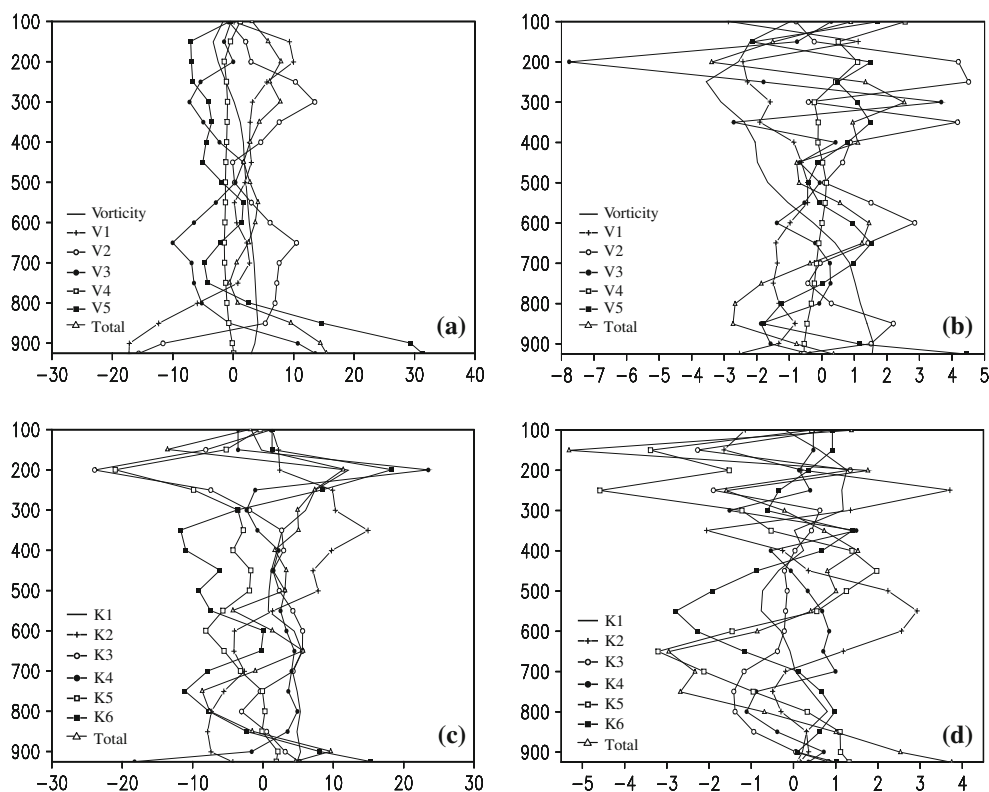 100
200
300
400
500
600
700
800
900
Vorticity
V1
V2
V3
V4
V5
Total
(a)
-30 -20 -10 0 10 20 30 40
100
200
300
400
500
600
700
800
900
Vorticity
V1
V2
V3
V4
V5
Total
(b)
-8 -7 -6 -5 -4 -3 -2 -1 0 1 2 3 4 5
100
200
300
400
500
600
700
800
900
K1
K2
K3
K4
K5
K6
Total
(c)
-30 -20 -10 0 10 20 30
100
200
300
400
500
600
700
800
900
K1
K2
K3
K4
K5
K6
Total
(d)
-5 -4 -3 -2 -1 0 1 2 3 4